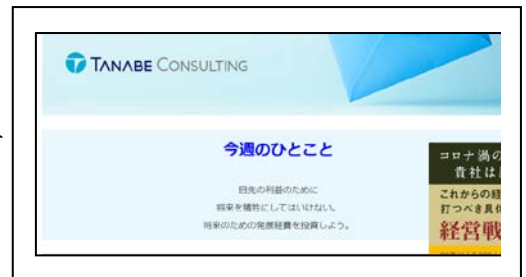 TANABE CONSULTING
今週のひとこと
目先の利益のために
将来を犠牲にしてはいけない。
将来のための発展経費を投資しよう。
コロナ渦の
貴社は
これからの経
打つべき具体
経営戦